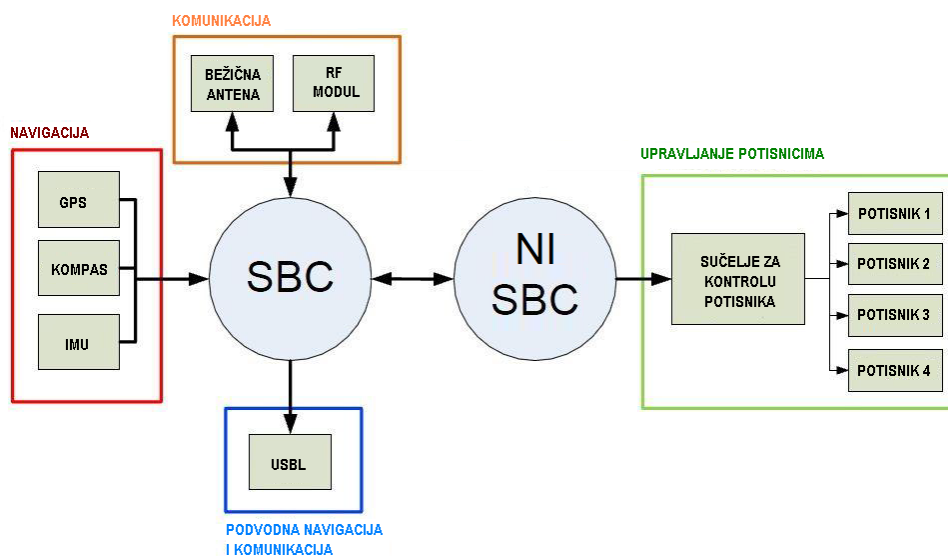 KOMUNIKACIJA
BEŽIČNA
ANTENA
RF
MODUL
NAVIGACIJA
GPS
KOMPAS
IMU
SBC
NI
SBC
UPRAVLJANJE POTISNICIMA
SUČELJE ZA
KONTROLU
POTISNIKA
POTISNIK 1
POTISNIK 2
POTISNIK 3
POTISNIK 4
USBL
PODVODNA NAVIGACIJA
I KOMUNIKACIJA